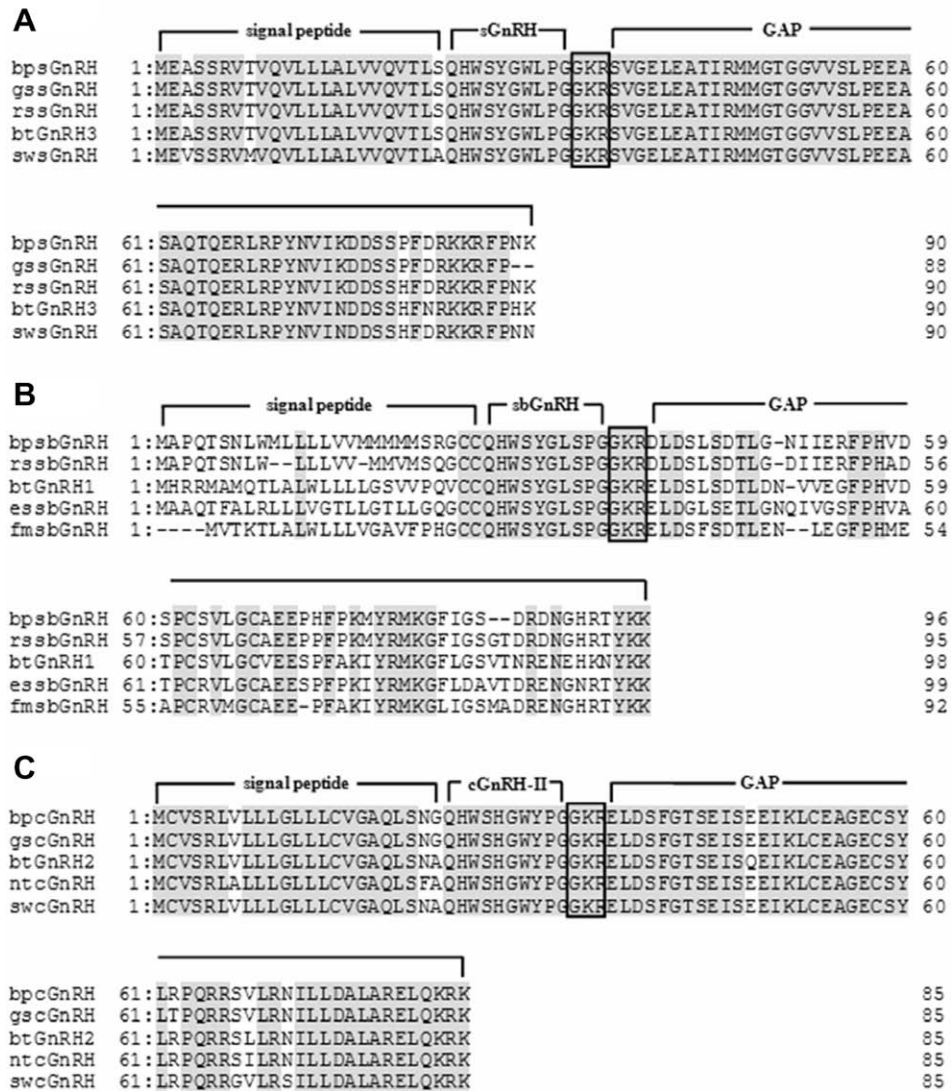 A
signal peptide sGnRH GAP
bpsGnRH 1:MEASSRVTVQVLLLALVVQVTLSQHWSYGWLPGGKRSVGELEATIRMMGTGGVVSLPEEA 60
gssGnRH 1:MEASSRVTVQVLLLALVVQVTLSQHWSYGWLPGGKRSVGELEATIRMMGTGGVVSLPEEA 60
rssGnRH 1:MEASSRVTVQVLLLALVVQVTLSQHWSYGWLPGGKRSVGELEATIRMMGTGGVVSLPEEA 60
btGnRH3 1:MEASSRVTVQVLLLALVVQVTLSQHWSYGWLPGGKRSVGELEATIRMMGTGGVVSLPEEA 60
swsGnRH 1:MEVSSRVMVQVLLLALVVQVTLAQHWSYGWLPGGKRSVGELEATIRMMGTGGVVSLPEEA 60
bpsGnRH 61:SAQTQERLRPYNVIKDDSSPFDRKKRFPNK 90
gssGnRH 61:SAQTQERLRPYNVIKDDSSPFDRKKRFP-- 88
rssGnRH 61:SAQTQERLRPYNVIKDDSSHFDRKKRFPNK 90
btGnRH3 61:SAQTQERLRPYNVINDDSSHFNRKKRFPHK 90
swsGnRH 61:SAQTQERLRPYNVINDDSSHFDRKKRFPNN 90
B
signal peptide sbGnRH GAP
bpsbGnRH 1:MAPQTSNLWMLLLLVVMMMMMSRGCCQHWSYGLSPGGKRDLDSLSDTLG-NIIERFPHVD 59
rssbGnRH 1:MAPQTSNLW--LLLLVV-MMVMSQGCCQHWSYGLSPGGKRDLDSLSDTLG-DIIERFPHAD 56
btGnRH1 1:MHRRMAMQTLALWLLLLGSVVPQVCCQHWSYGLSPGGKRELDSLSDTLDN-VVEGFPHVD 59
essbGnRH 1:MAAQTFALRLLLVGTLLGTLLGQGCCQHWSYGLSPGGKRELDGLSETLGNQIVGSFPHVA 60
fmsbGnRH 1:----MVTKTLALWLLLVGAVFPHGCCQHWSYGLSPGGKRELDSFSDTLEN--LEGFPHME 54
bpsbGnRH 60:SPCSVLGCAEEPHFPKMYRMKGFIGS--DRDNGHRTYKK 96
rssbGnRH 57:SPCSVLGCAEEPPFPKMYRMKGFIGSGTDRDNGHRTYKK 95
btGnRH1 60:TPCSVLGCVEESPFAKIYRMKGFLGSVTNRENEHKNYKK 98
essbGnRH 61:TPCRVLGCAEESPFPKIYRMKGFLDAVTDRENGNRTYKK 99
fmsbGnRH 55:APCRVMGCAEE-PFAKIYRMKGLIGSMADRENGHRTYKK 92
C
signal peptide cGnRH-II GAP
bpcGnRH 1:MCVSRLVLLLGLLLCVGAQLSNGQHWSHGWYPGGKRELDSFGTSEISEEIKLCEAGECSY 60
gscGnRH 1:MCVSRLVLLLGLLLCVGAQLSNGQHWSHGWYPGGKRELDSFGTSEISEEIKLCEAGECSY 60
btGnRH2 1:MCVSRLVLLLGLLLCVGAQLSNAQHWSHGWYPGGKRELDSFGTSEISQEIKLCEAGECSY 60
ntcGnRH 1:MCVSRLALLLGLLLCVGAQLSFAQHWSHGWYPGGKRELDSFGTSEISEEIKLCEAGECSY 60
swcGnRH 1:MCVSRLVLLLGLLLCVGAQLSNAQHWSHGWYPGGKRELDSFGTSEISEEIKLCEAGECSY 60
bpcGnRH 61:LRPQRRSVLRNILLDALARELQKRK 85
gscGnRH 61:LTPQRRSVLRNILLDALARELQKRK 85
btGnRH2 61:LRPQRRSLLRNILLDALARELQKRK 85
ntcGnRH 61:LRPQRRSILRNILLDALARELQKRK 85
swcGnRH 61:LRPQRRGVLRSILLDALARELQKRK 85